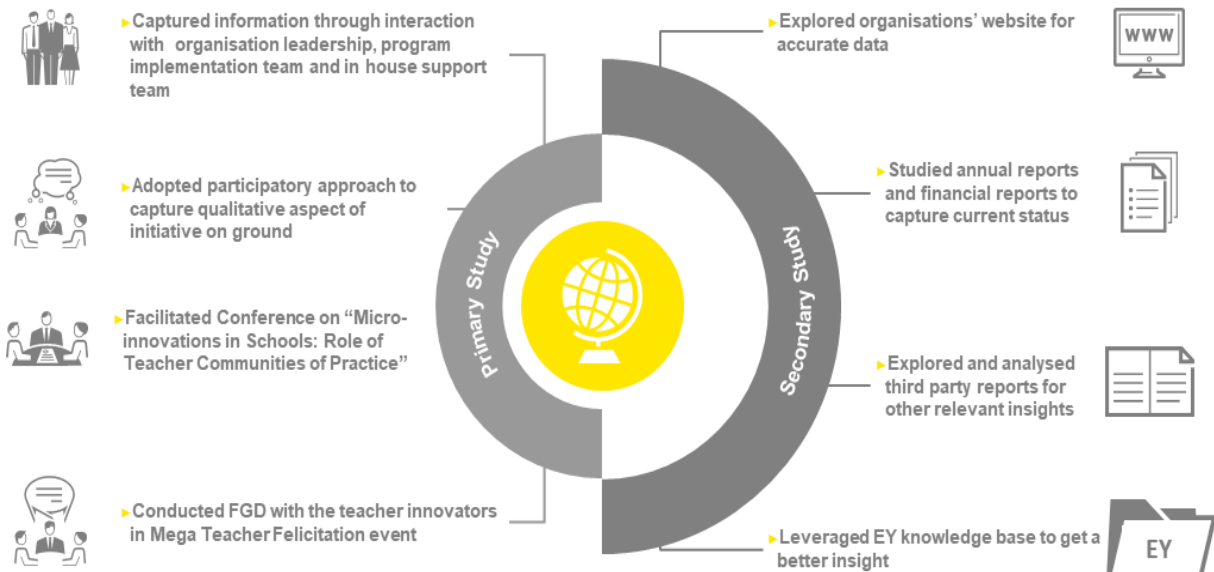 ▸Captured information through interaction
with organisation leadership, program
implementation team and in house support
team
▸Adopted participatory approach to
capture qualitative aspect of
initiative on ground
▸Facilitated Conference on “Micro-
innovations in Schools: Role of
Teacher Communities of Practice”
▸Conducted FGD with the teacher innovators
in Mega Teacher Felicitation event
Primary Study
Secondary Study
▸Explored organisations’ website for
accurate data
WWW
▸Studied annual reports
and financial reports to
capture current status
▸Explored and analysed
third party reports for
other relevant insights
▸Leveraged EY knowledge base to get a
better insight
EY